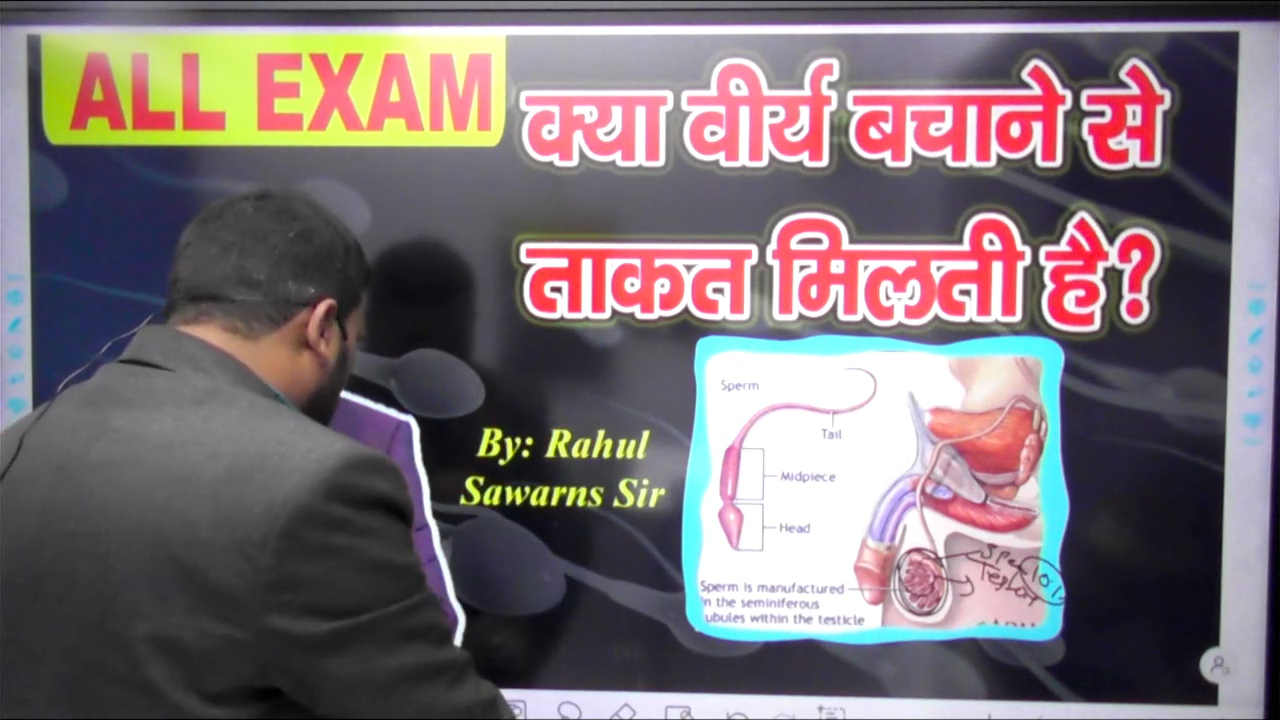 ALL EXAM
क्या वीर्य बचाने से
ताकत मिलती है?
By: Rahul
Sawarns Sir
Sperm
Tail
Midpiece
Head
Sperm is manufactured
in the seminiferous
ubules within the testicle